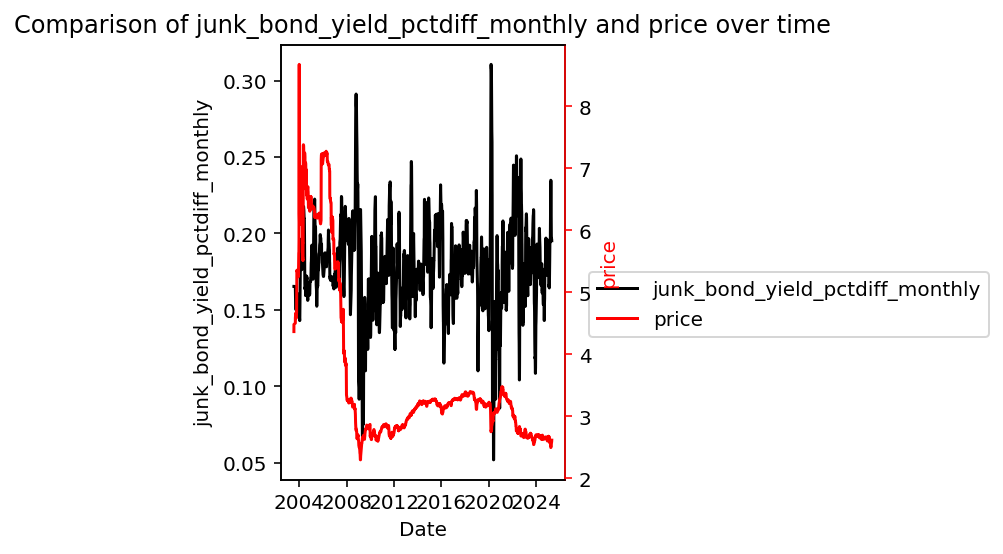 Comparison of junk_bond_yield_pctdiff_monthly and price over time
junk_bond_yield_pctdiff_monthly
0.30
0.25
0.20
0.15
0.10
0.05
8
7
6
5
4
3
2
price
junk_bond_yield_pctdiff_monthly
price
2004 2008 2012 2016 2020 2024
Date